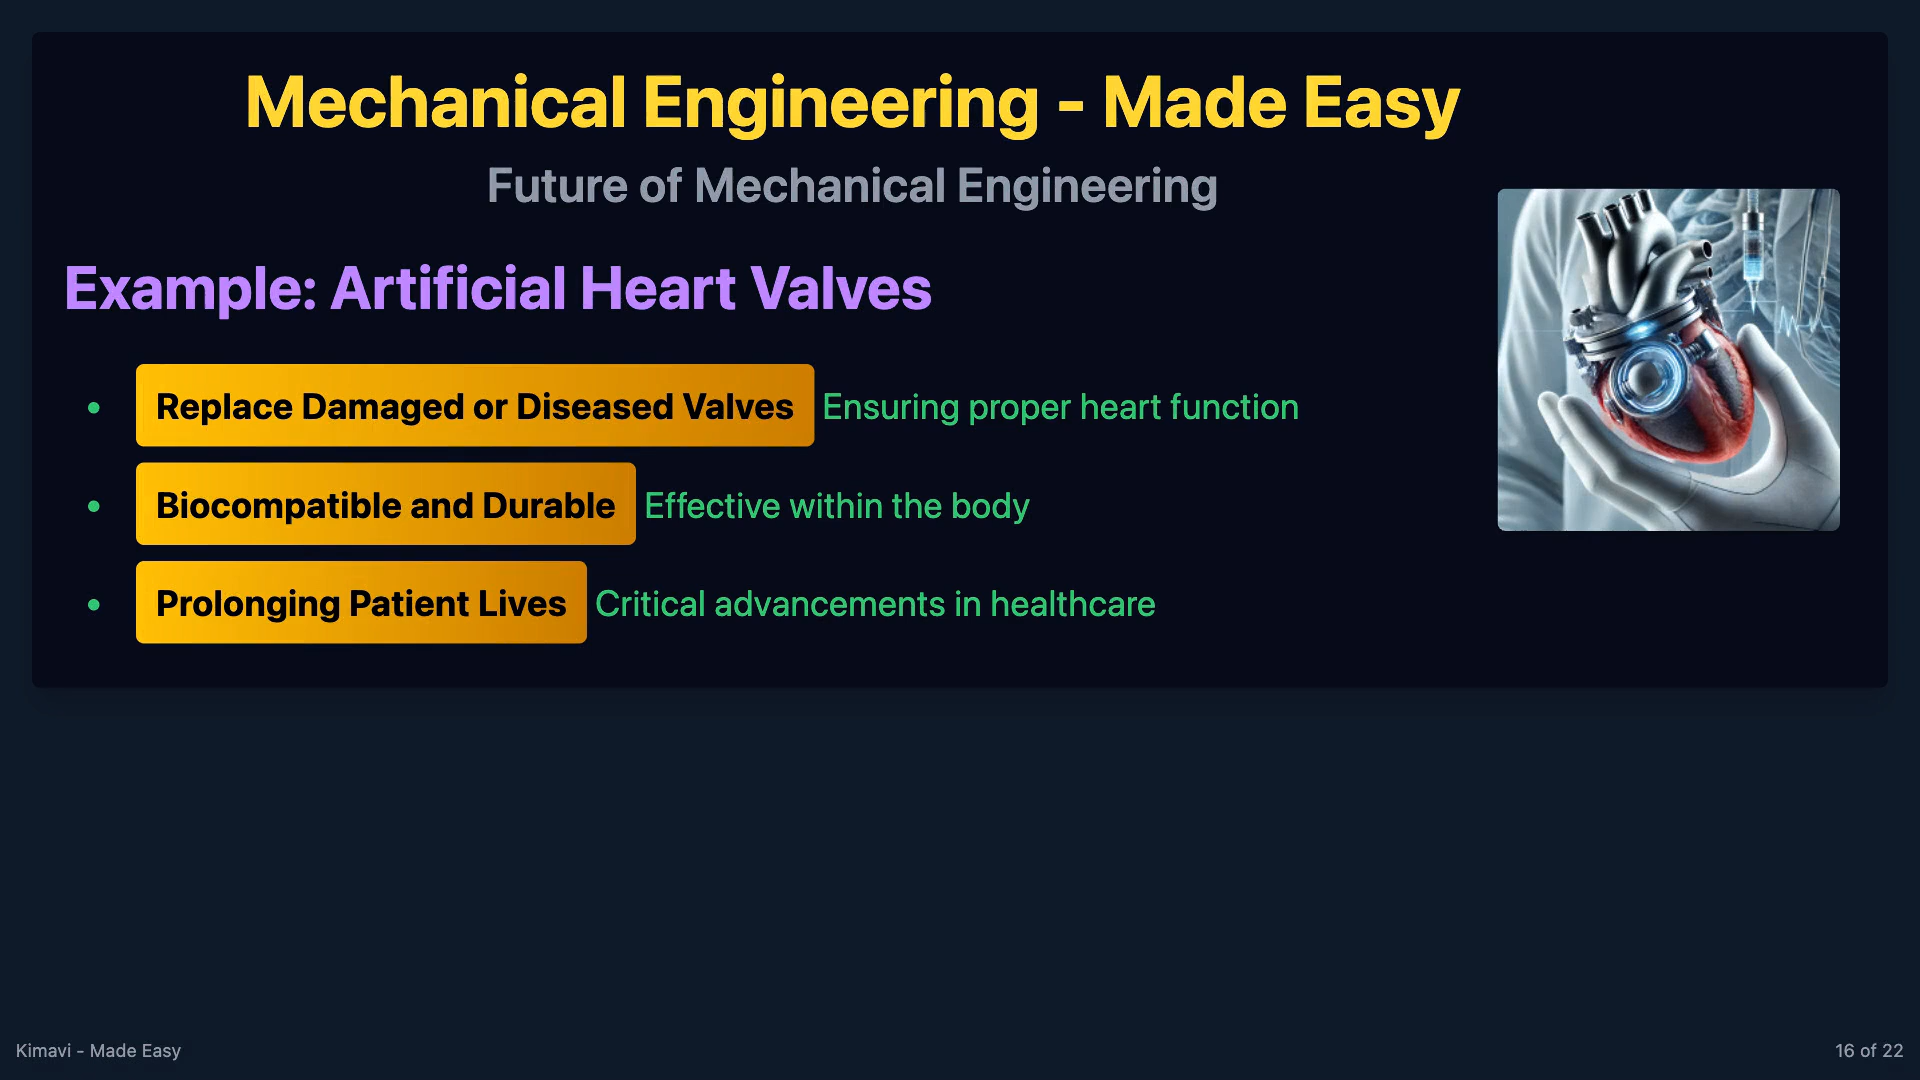 Mechanical Engineering - Made Easy
Future of Mechanical Engineering
Example: Artificial Heart Valves
• Replace Damaged or Diseased Valves Ensuring proper heart function
• Biocompatible and Durable Effective within the body
• Prolonging Patient Lives Critical advancements in healthcare
Kimavi - Made Easy
16 of 22